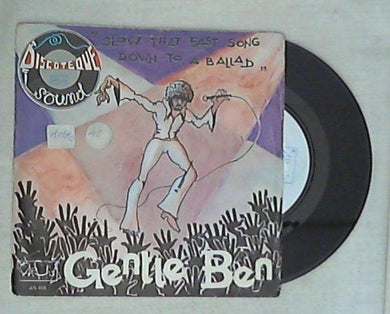 DISCOTEQUE
Sound
SLOW THAT FAST SONG
DOWN TO A BALLAD„
Gentle Ben